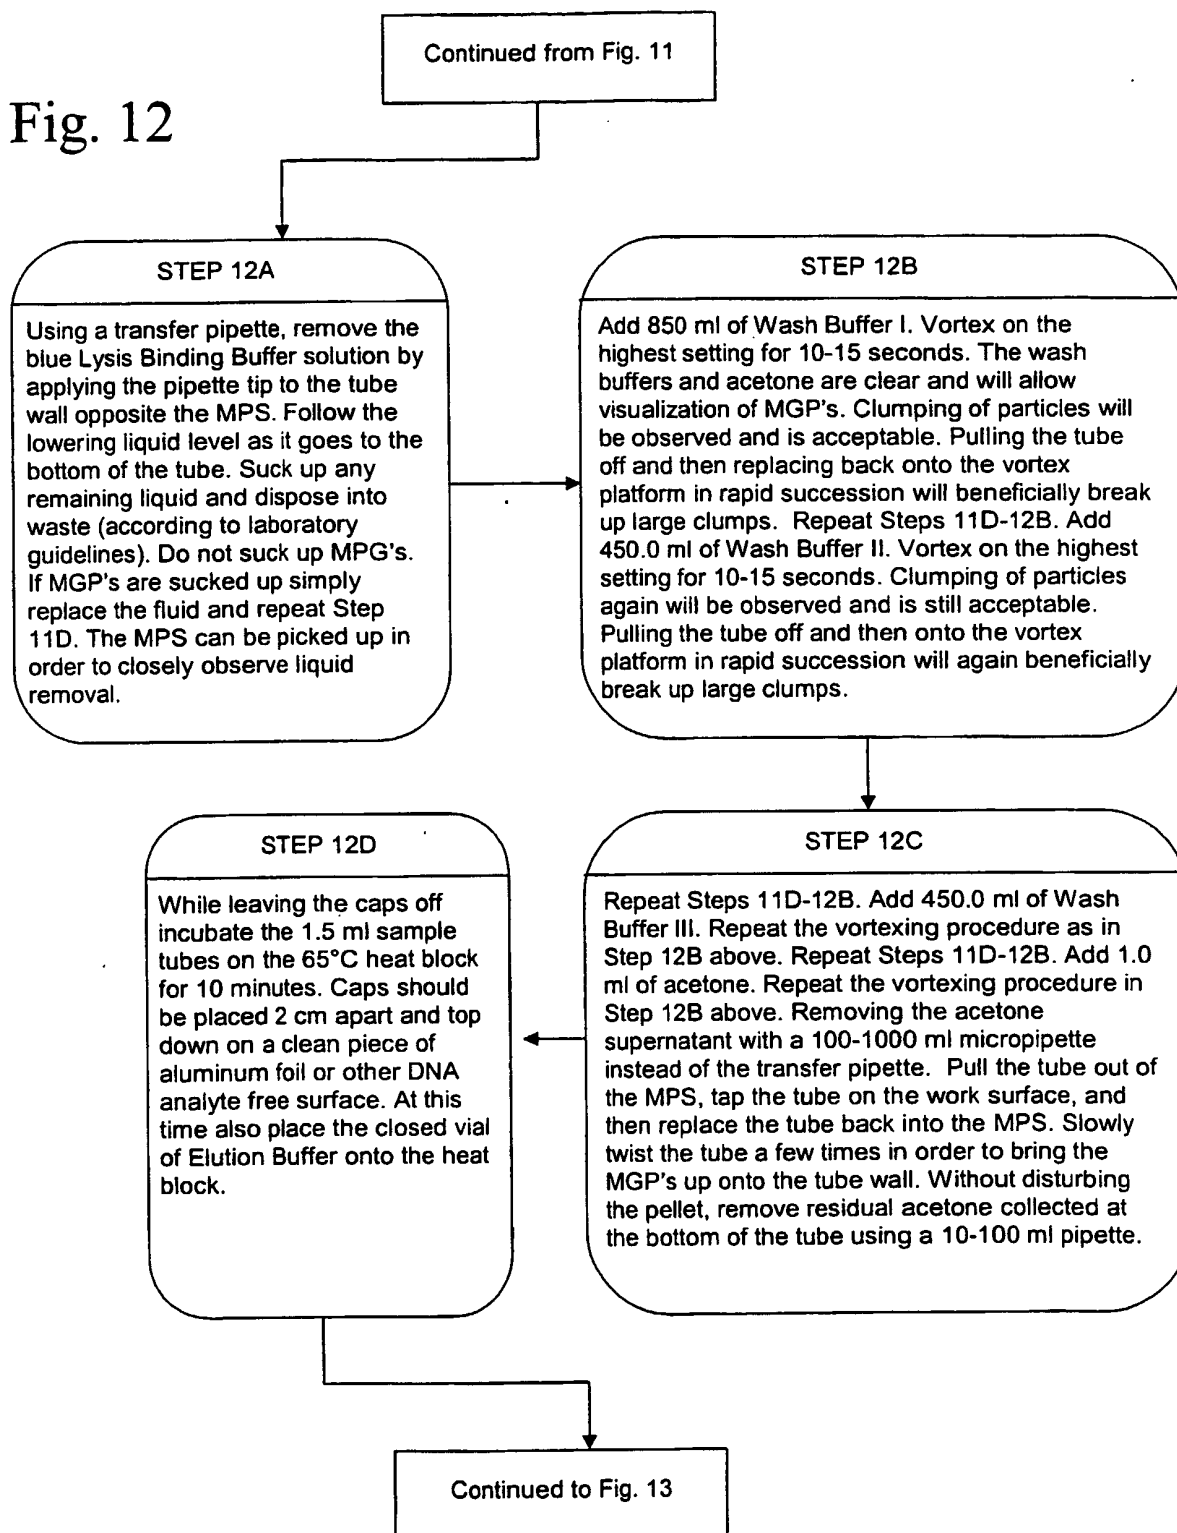 Continued from Fig. 11
Fig. 12
STEP 12A
Using a transfer pipette, remove the
blue Lysis Binding Buffer solution by
applying the pipette tip to the tube
wall opposite the MPS. Follow the
lowering liquid level as it goes to the
bottom of the tube. Suck up any
remaining liquid and dispose into
waste (according to laboratory
guidelines). Do not suck up MPG's.
If MGP's are sucked up simply
replace the fluid and repeat Step
11D. The MPS can be picked up in
order to closely observe liquid
removal.
STEP 12B
Add 850 ml of Wash Buffer I. Vortex on the
highest setting for 10-15 seconds. The wash
buffers and acetone are clear and will allow
visualization of MGP's. Clumping of particles will
be observed and is acceptable. Pulling the tube
off and then replacing back onto the vortex
platform in rapid succession will beneficially break
up large clumps. Repeat Steps 11D-12B. Add
450.0 ml of Wash Buffer II. Vortex on the highest
setting for 10-15 seconds. Clumping of particles
again will be observed and is still acceptable.
Pulling the tube off and then onto the vortex
platform in rapid succession will again beneficially
break up large clumps.
STEP 12C
Repeat Steps 11D-12B. Add 450.0 ml of Wash
Buffer III. Repeat the vortexing procedure as in
Step 12B above. Repeat Steps 11D-12B. Add 1.0
ml of acetone. Repeat the vortexing procedure in
Step 12B above. Removing the acetone
supernatant with a 100-1000 ml micropipette
instead of the transfer pipette. Pull the tube out of
the MPS, tap the tube on the work surface, and
then replace the tube back into the MPS. Slowly
twist the tube a few times in order to bring the
MGP's up onto the tube wall. Without disturbing
the pellet, remove residual acetone collected at
the bottom of the tube using a 10-100 ml pipette.
STEP 12D
While leaving the caps off
incubate the 1.5 ml sample
tubes on the 65°C heat block
for 10 minutes. Caps should
be placed 2 cm apart and top
down on a clean piece of
aluminum foil or other DNA
analyte free surface. At this
time also place the closed vial
of Elution Buffer onto the heat
block.
Continued to Fig. 13